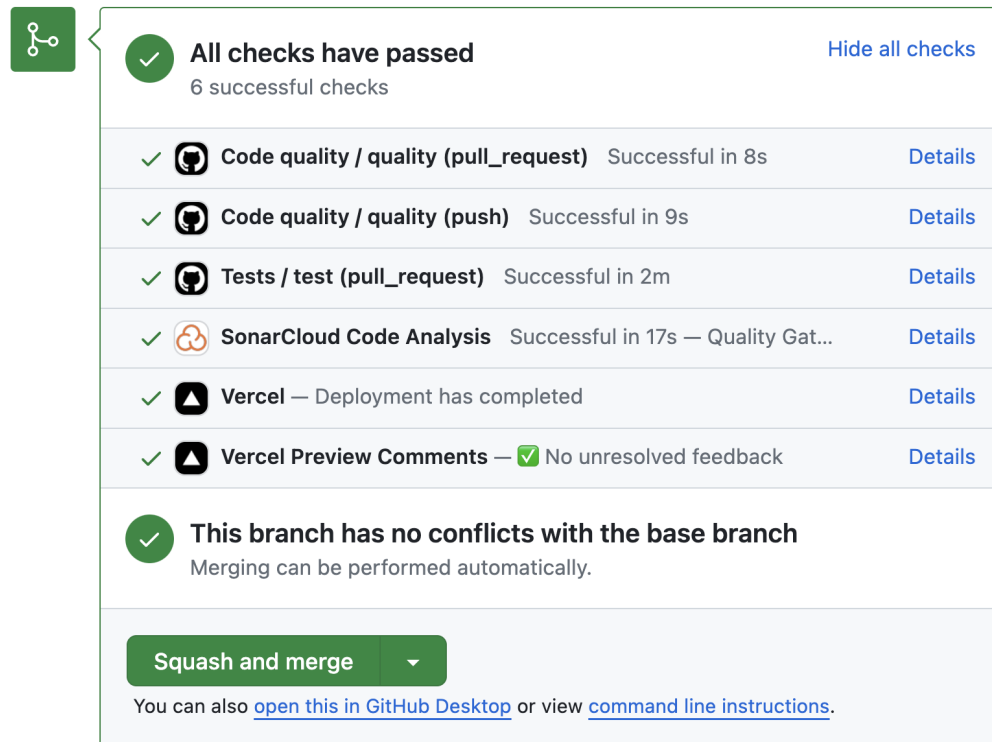 All checks have passed
Hide all checks
6 successful checks
Code quality / quality (pull_request) Successful in 8s Details
Code quality / quality (push) Successful in 9s Details
Tests / test (pull_request) Successful in 2m Details
SonarCloud Code Analysis Successful in 17s — Quality Gat... Details
Vercel — Deployment has completed Details
Vercel Preview Comments — ✅ No unresolved feedback Details
This branch has no conflicts with the base branch
Merging can be performed automatically.
Squash and merge
You can also open this in GitHub Desktop or view command line instructions.